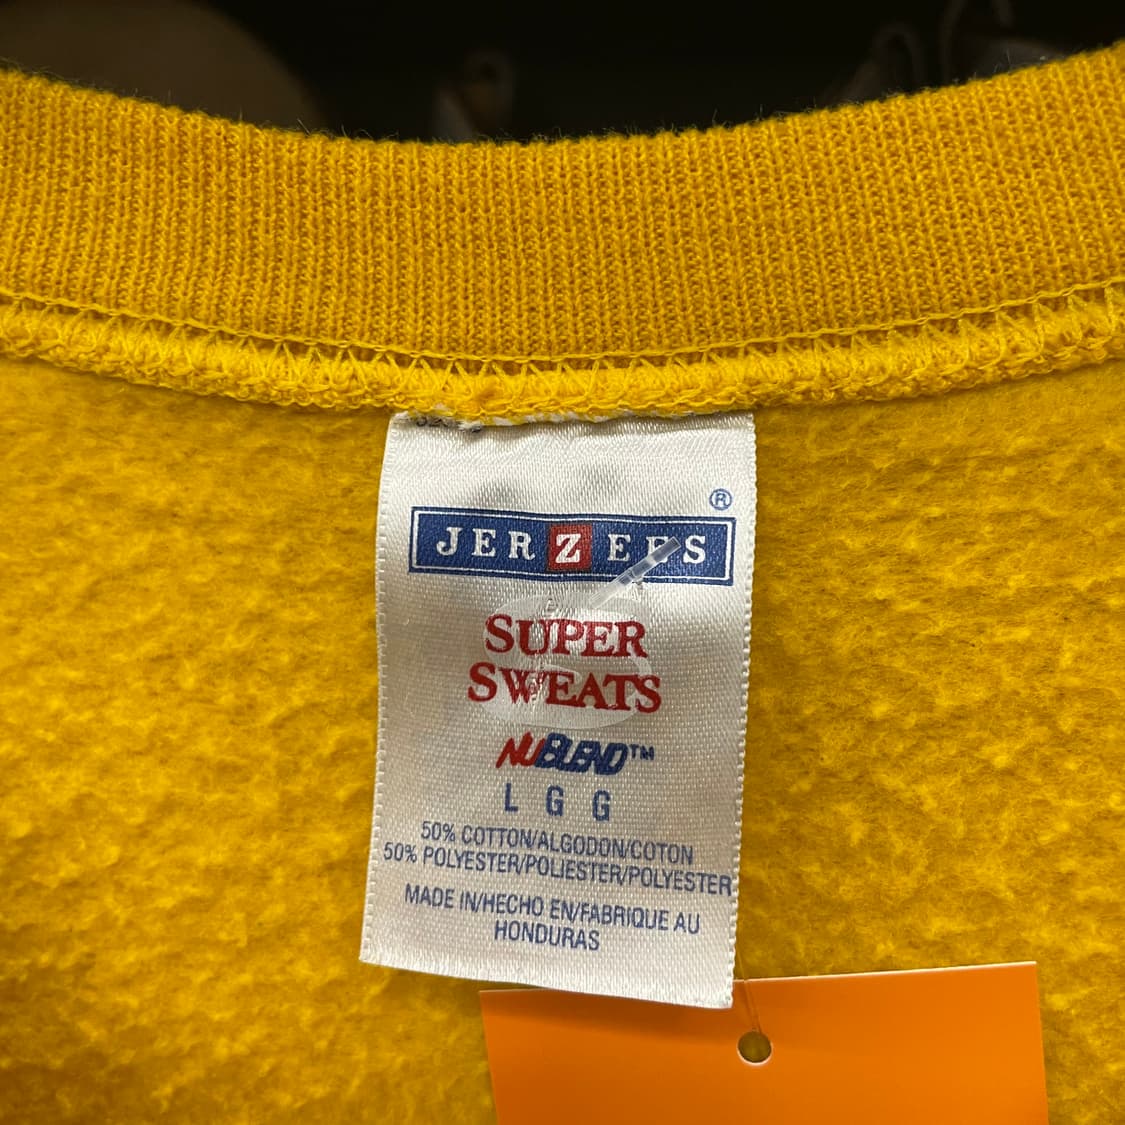 ®
JERZEES
SUPER
SWEATS
NUBLEND™
L G G
50% COTTON/ALGODON/COTON
50% POLYESTER/POLIESTER/POLYESTER
MADE IN/HECHO EN/FABRIQUE AU
HONDURAS